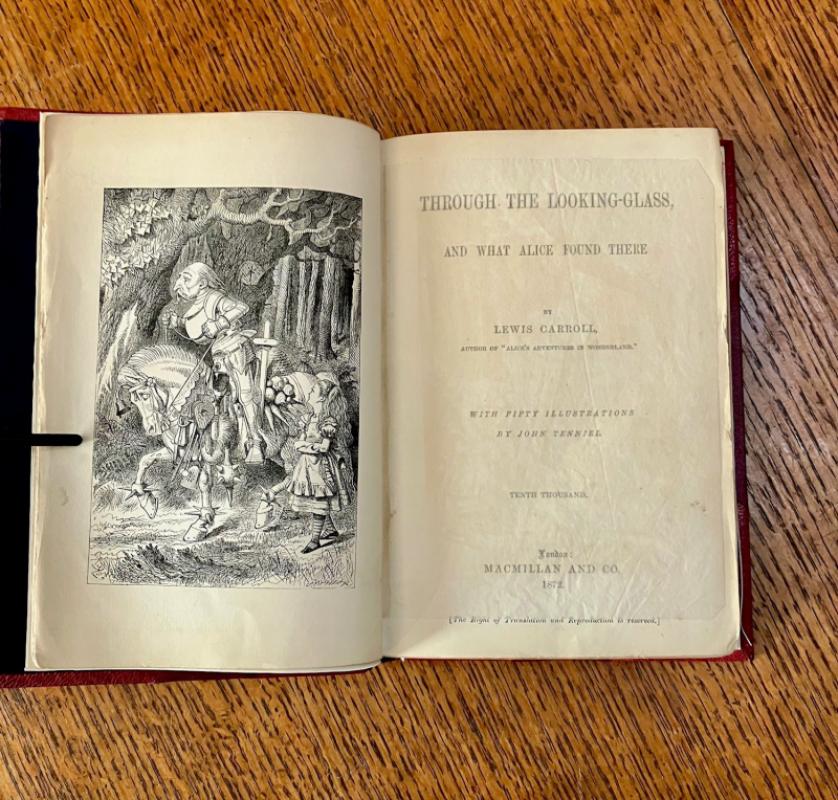 THROUGH THE LOOKING-GLASS,
AND WHAT ALICE FOUND THERE
BY
LEWIS CARROLL,
AUTHOR OF "ALICE'S ADVENTURES IN WONDERLAND."
WITH FIFTY ILLUSTRATIONS
BY JOHN TENNIEL.
TENTH THOUSAND.
London:
MACMILLAN AND CO.
1872.
[The Right of Translation and Reproduction is reserved.]